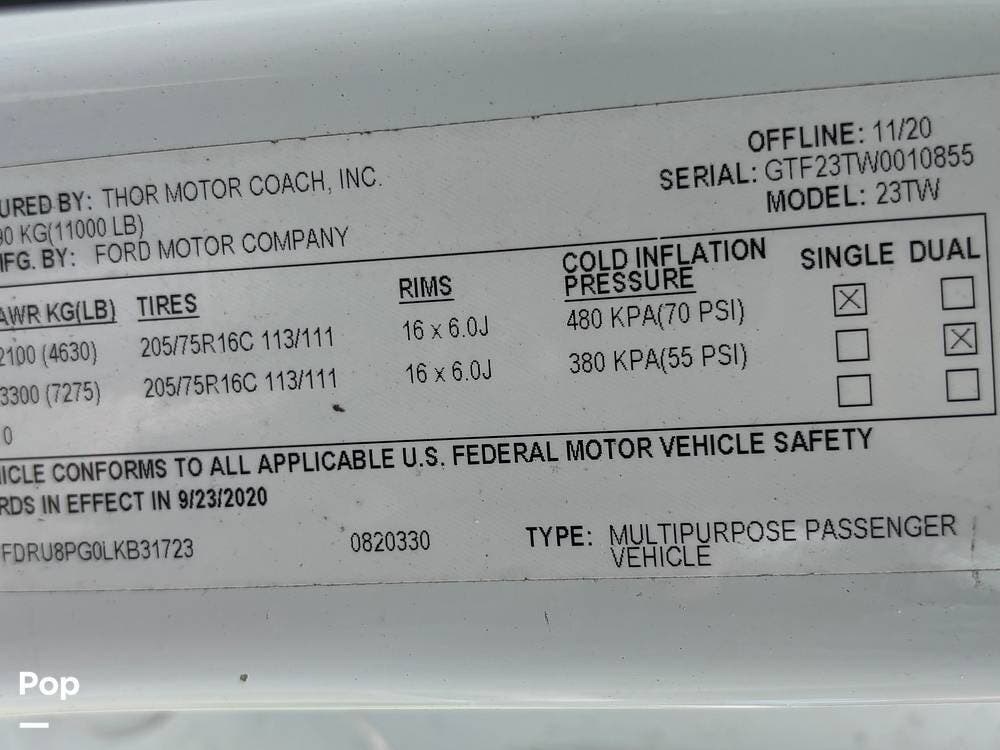 OFFLINE: 11/20
SERIAL: GTF23TW0010855
MODEL: 23TW
URED BY: THOR MOTOR COACH, INC.
90 KG(11000 LB)
MFG. BY: FORD MOTOR COMPANY
AWR KG(LB) TIRES RIMS COLD INFLATION PRESSURE SINGLE DUAL
2100 (4630) 205/75R16C 113/111 16 x 6.0J 480 KPA(70 PSI)
3300 (7275) 205/75R16C 113/111 16 x 6.0J 380 KPA(55 PSI)
0
ICLE CONFORMS TO ALL APPLICABLE U.S. FEDERAL MOTOR VEHICLE SAFETY
RDS IN EFFECT IN 9/23/2020
FDRU8PG0LKB31723 0820330 TYPE: MULTIPURPOSE PASSENGER
VEHICLE
Pop